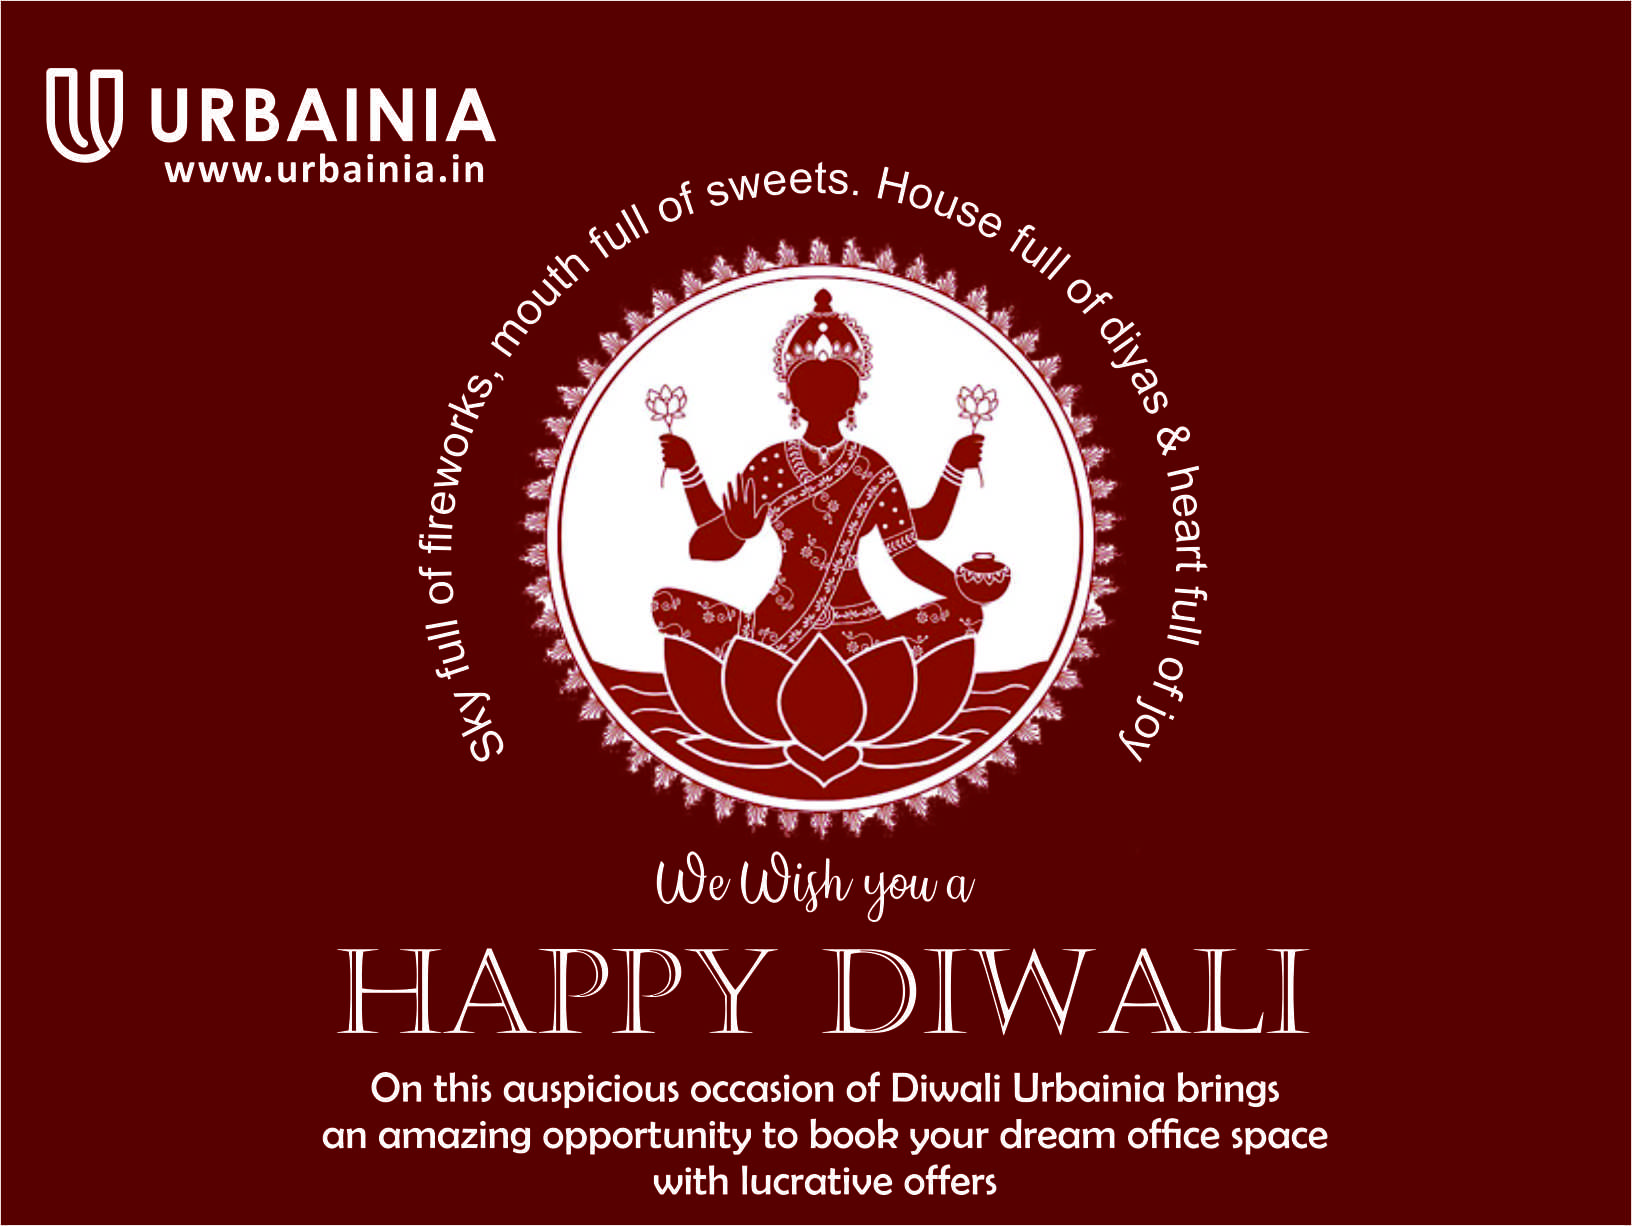 URBAINIA
www.urbainia.in
Sky full of fireworks, mouth full of sweets. House full of diyas & heart full of joy
We Wish you a
HAPPY DIWALI
On this auspicious occasion of Diwali Urbainia brings
an amazing opportunity to book your dream office space
with lucrative offers